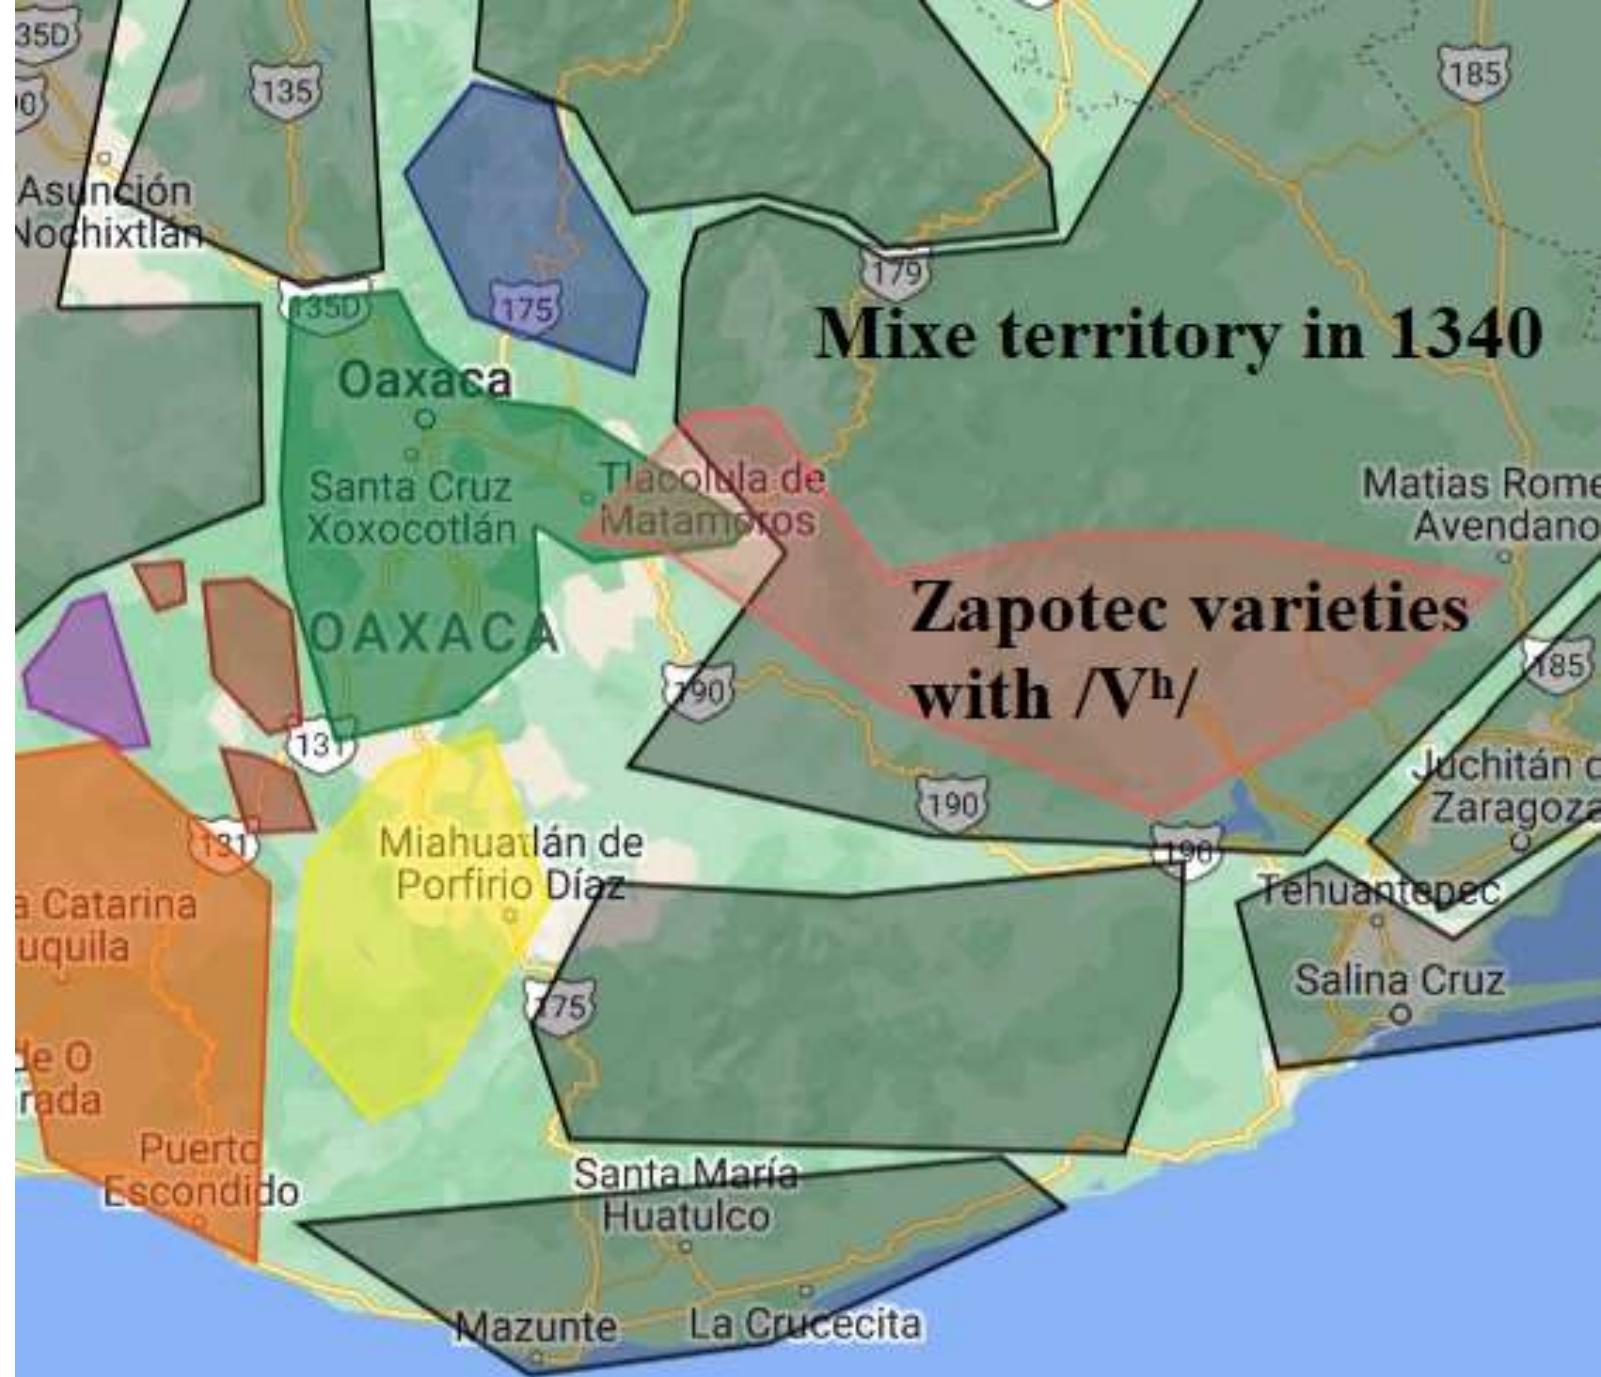 35D
135
185
Asunción
Nochixtlán
179
135D
175
Mixe territory in 1340
Oaxaca
Santa Cruz
Xoxocotlán
Tlacolula de
Matamoros
Matias Rome
Avendano
Zapotec varieties
with /Vʰ/
OAXACA
190
185
131
Juchitán d
Zaragoza
190
131
Miahuatlán de
Porfirio Díaz
190
Tehuantepec
a Catarina
uquila
Salina Cruz
175
de O
rada
Puerto
Escondido
Santa María
Huatulco
Mazunte
La Crucecita